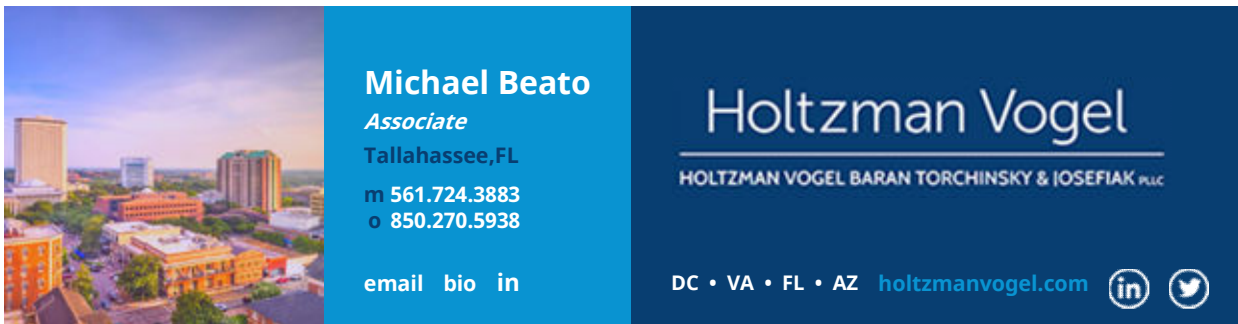 Michael Beato
Associate
Tallahassee,FL
m 561.724.3883
o 850.270.5938
email bio in
Holtzman Vogel
HOLTZMAN VOGEL BARAN TORCHINSKY & JOSEFIAK PLLC
DC • VA • FL • AZ holtzmanvogel.com in